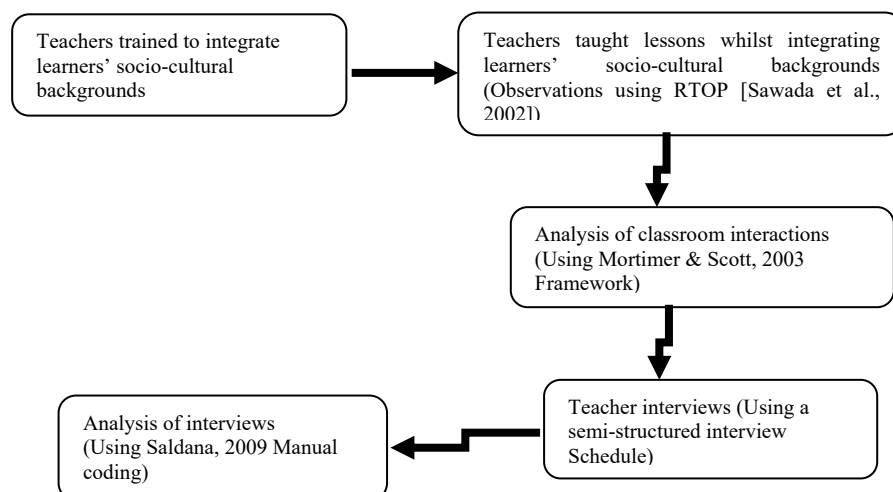 Teachers trained to integrate
learners’ socio-cultural
backgrounds
Teachers taught lessons whilst integrating
learners’ socio-cultural backgrounds
(Observations using RTOP [Sawada et al.,
2002])
Analysis of classroom interactions
(Using Mortimer & Scott, 2003
Framework)
Teacher interviews (Using a
semi-structured interview
Schedule)
Analysis of interviews
(Using Saldana, 2009 Manual
coding)